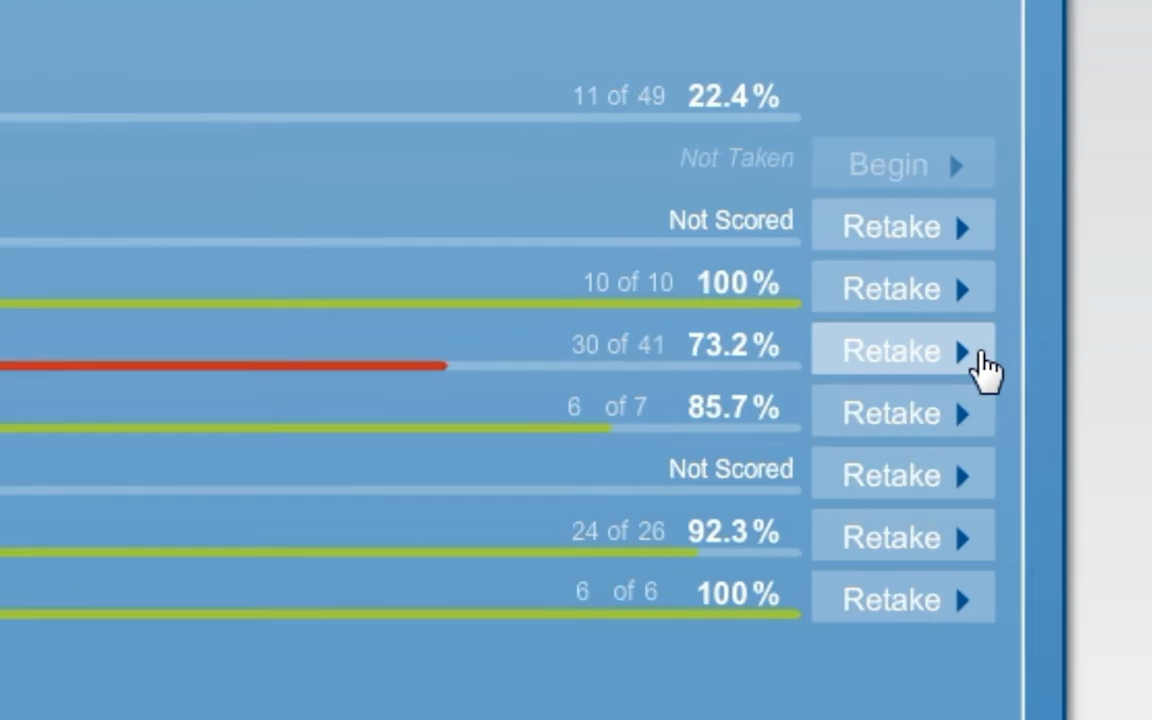 11 of 49 22.4%
Not Taken Begin
Not Scored Retake
10 of 10 100% Retake
30 of 41 73.2% Retake
6 of 7 85.7% Retake
Not Scored Retake
24 of 26 92.3% Retake
6 of 6 100% Retake